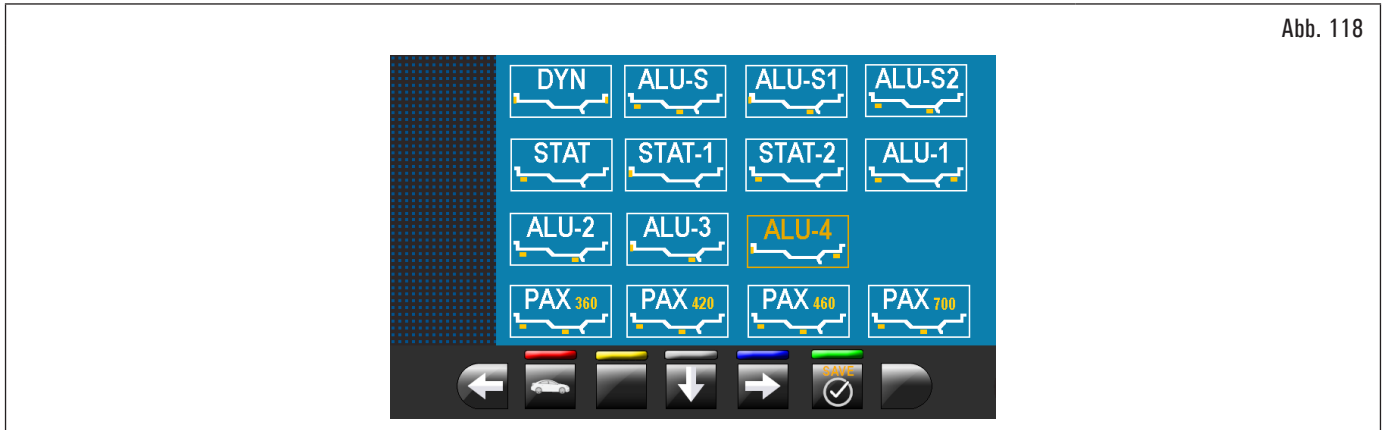 Abb. 118
DYN ALU-S ALU-S1 ALU-S2
STAT STAT-1 STAT-2 ALU-1
ALU-2 ALU-3 ALU-4
PAX 360 PAX 420 PAX 460 PAX 700
SAVE